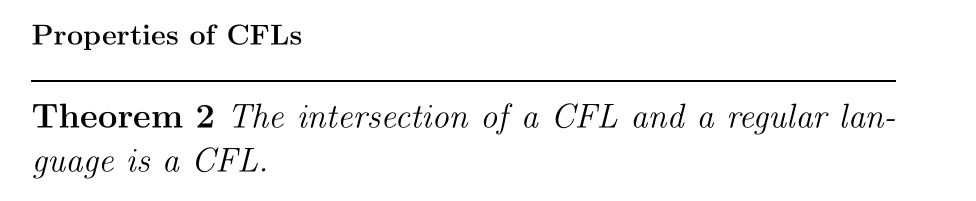 Properties of CFLs
Theorem 2 The intersection of a CFL and a regular lan-
guage is a CFL.